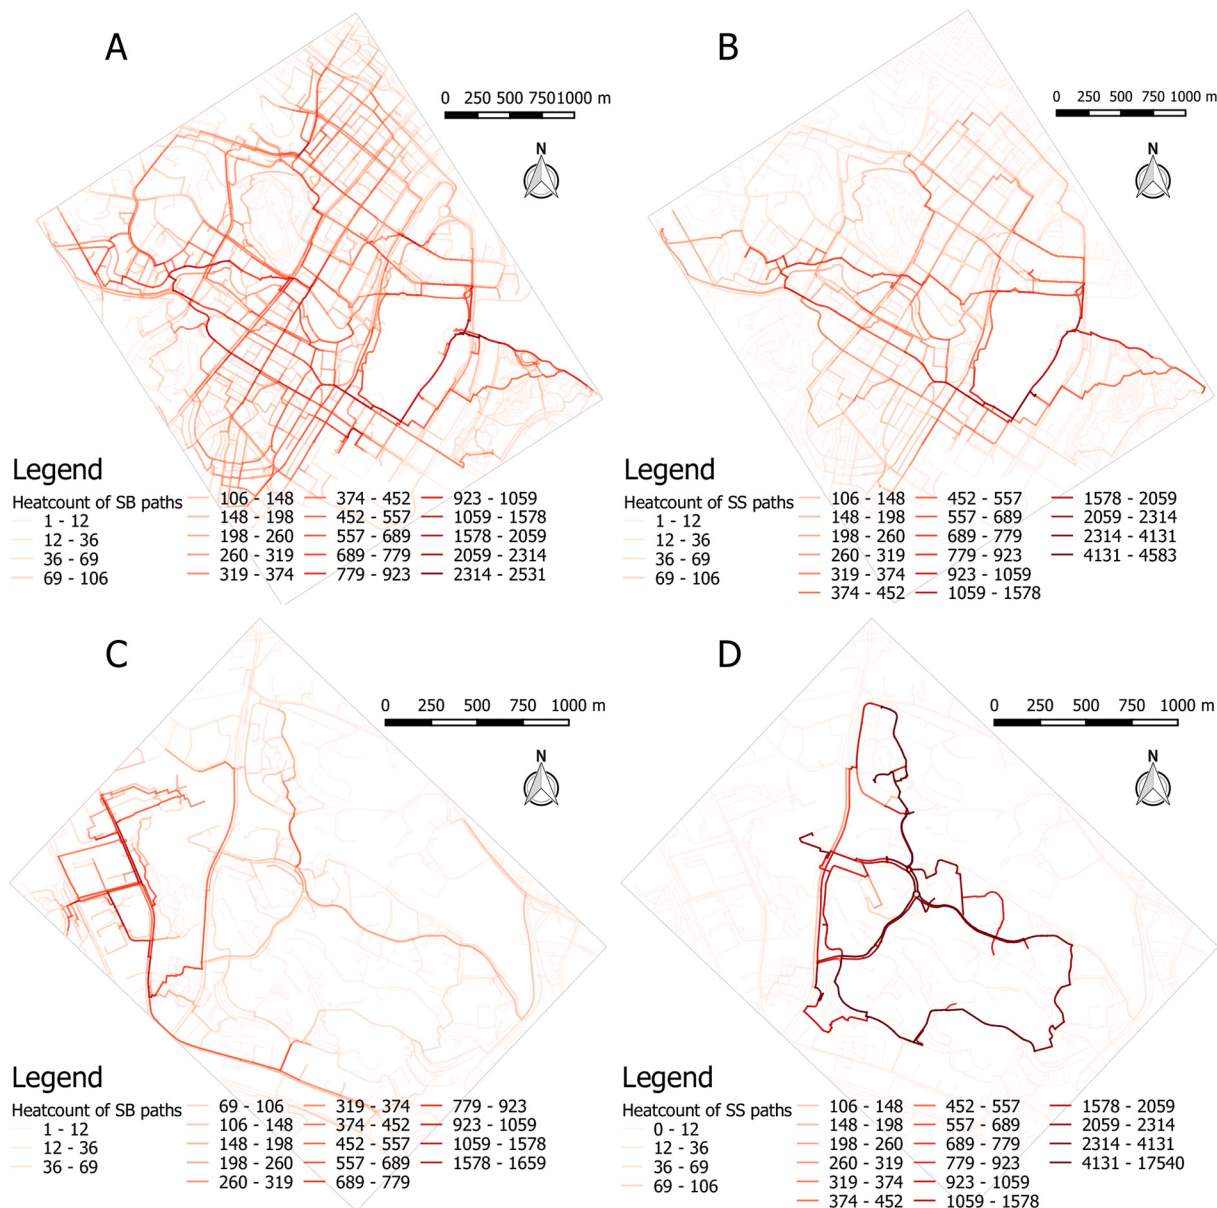 A
0 250 500 750 1000 m
N
Legend
Heatcount of SB paths
1 - 12
12 - 36
36 - 69
69 - 106
106 - 148
148 - 198
198 - 260
260 - 319
319 - 374
374 - 452
452 - 557
557 - 689
689 - 779
779 - 923
923 - 1059
1059 - 1578
1578 - 2059
2059 - 2314
2314 - 2531
B
0 250 500 750 1000 m
N
Legend
Heatcount of SS paths
1 - 12
12 - 36
36 - 69
69 - 106
106 - 148
148 - 198
198 - 260
260 - 319
319 - 374
374 - 452
452 - 557
557 - 689
689 - 779
779 - 923
923 - 1059
1059 - 1578
1578 - 2059
2059 - 2314
2314 - 4131
4131 - 4583
C
0 250 500 750 1000 m
N
Legend
Heatcount of SB paths
1 - 12
12 - 36
36 - 69
69 - 106
106 - 148
148 - 198
198 - 260
260 - 319
319 - 374
374 - 452
452 - 557
557 - 689
689 - 779
779 - 923
923 - 1059
1059 - 1578
1578 - 1659
D
0 250 500 750 1000 m
N
Legend
Heatcount of SS paths
0 - 12
12 - 36
36 - 69
69 - 106
106 - 148
148 - 198
198 - 260
260 - 319
319 - 374
374 - 452
452 - 557
557 - 689
689 - 779
779 - 923
923 - 1059
1059 - 1578
1578 - 2059
2059 - 2314
2314 - 4131
4131 - 17540